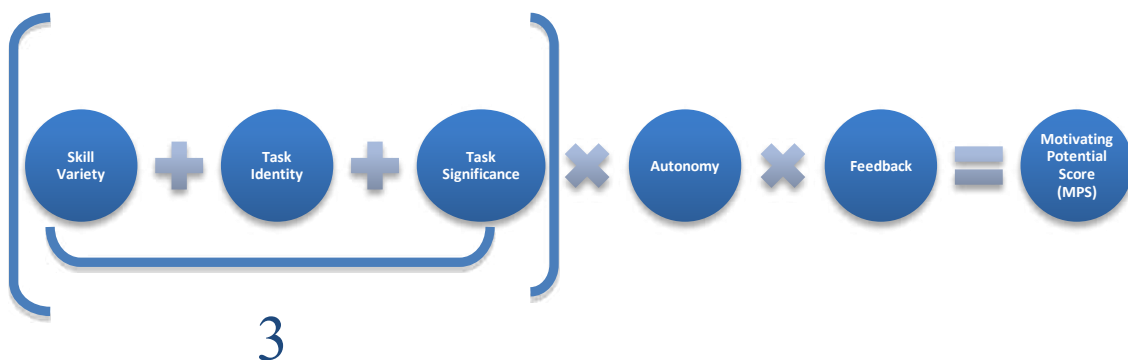 Skill
Variety
Task
Identity
Task
Significance
Autonomy
Feedback
Motivating
Potential
Score
(MPS)
3